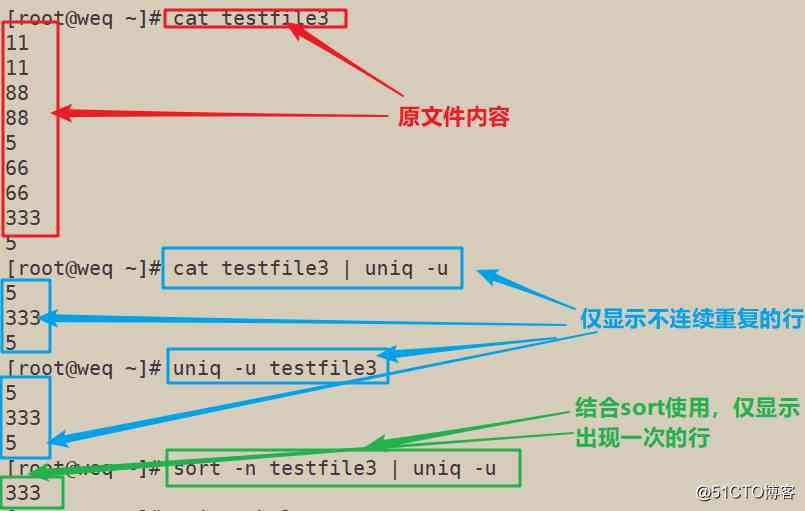 [root@weq ~]# cat testfile3
11
11
88
88
原文件内容
5
66
66
333
5
[root@weq ~]# cat testfile3 | uniq -u
5
333
仅显示不连续重复的行
5
[root@weq ~]# uniq -u testfile3
5
333
结合sort使用，仅显示
出现一次的行
5
[root@weq ~]# sort -n testfile3 | uniq -u
333
@51CTO博客